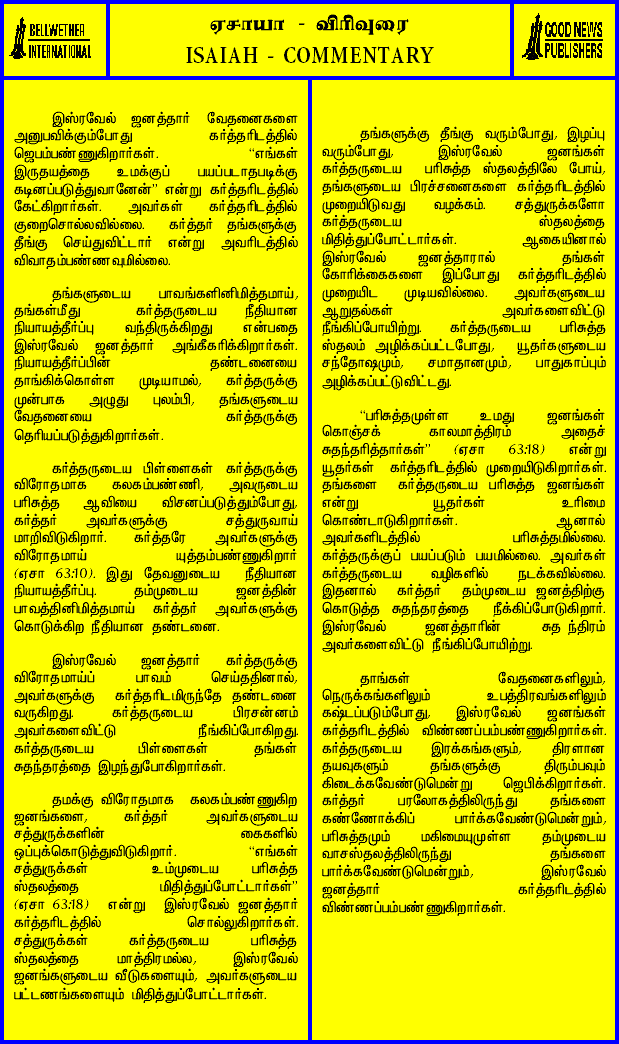 BELLWETHER
INTERNATIONAL
ஏசாயா - விரிவுரை
ISAIAH - COMMENTARY
GOOD NEWS
PUBLISHERS
இஸ்ரவேல் ஜனத்தார் வேதனைகளை
அனுபவிக்கும்போது கர்த்தரிடத்தில்
ஜெபம்பண்ணுகிறார்கள். “எங்கள்
இருதயத்தை உமக்குப் பயப்படாதபடிக்கு
கடினப்படுத்துவானேன்” என்று கர்த்தரிடத்தில்
கேட்கிறார்கள். அவர்கள் கர்த்தரிடத்தில்
குறைசொல்லவில்லை. கர்த்தர் தங்களுக்கு
தீங்கு செய்துவிட்டார் என்று அவரிடத்தில்
விவாதம்பண்ணவுமில்லை.
தங்களுடைய பாவங்களினிமித்தமாய்,
தங்கள்மீது கர்த்தருடைய நீதியான
நியாயத்தீர்ப்பு வந்திருக்கிறது என்பதை
இஸ்ரவேல் ஜனத்தார் அங்கீகரிக்கிறார்கள்.
நியாயத்தீர்ப்பின் தண்டனையை
தாங்கிக்கொள்ள முடியாமல், கர்த்தருக்கு
முன்பாக அழுது புலம்பி, தங்களுடைய
வேதனையை கர்த்தருக்கு
தெரியப்படுத்துகிறார்கள்.
கர்த்தருடைய பிள்ளைகள் கர்த்தருக்கு
விரோதமாக கலகம்பண்ணி, அவருடைய
பரிசுத்த ஆவியை விசனப்படுத்தும்போது,
கர்த்தர் அவர்களுக்கு சத்துருவாய்
மாறிவிடுகிறார். கர்த்தரே அவர்களுக்கு
விரோதமாய் யுத்தம்பண்ணுகிறார்
(ஏசா 63:10). இது தேவனுடைய நீதியான
நியாயத்தீர்ப்பு. தம்முடைய ஜனத்தின்
பாவத்தினிமித்தமாய் கர்த்தர் அவர்களுக்கு
கொடுக்கிற நீதியான தண்டனை.
இஸ்ரவேல் ஜனத்தார் கர்த்தருக்கு
விரோதமாய்ப் பாவம் செய்ததினால்,
அவர்களுக்கு கர்த்தரிடமிருந்தே தண்டனை
வருகிறது. கர்த்தருடைய பிரசன்னம்
அவர்களைவிட்டு நீங்கிப்போகிறது.
கர்த்தருடைய பிள்ளைகள் தங்கள்
சுதந்தரத்தை இழந்துபோகிறார்கள்.
தமக்கு விரோதமாக கலகம்பண்ணுகிற
ஜனங்களை, கர்த்தர் அவர்களுடைய
சத்துருக்களின் கைகளில்
ஒப்புக்கொடுத்துவிடுகிறார். “எங்கள்
சத்துருக்கள் உம்முடைய பரிசுத்த
ஸ்தலத்தை மிதித்துப்போட்டார்கள்”
(ஏசா 63:18) என்று இஸ்ரவேல் ஜனத்தார்
கர்த்தரிடத்தில் சொல்லுகிறார்கள்.
சத்துருக்கள் கர்த்தருடைய பரிசுத்த
ஸ்தலத்தை மாத்திரமல்ல, இஸ்ரவேல்
ஜனங்களுடைய வீடுகளையும், அவர்களுடைய
பட்டணங்களையும் மிதித்துப்போட்டார்கள்.
தங்களுக்கு தீங்கு வரும்போது, இழப்பு
வரும்போது, இஸ்ரவேல் ஜனங்கள்
கர்த்தருடைய பரிசுத்த ஸ்தலத்திலே போய்,
தங்களுடைய பிரச்சனைகளை கர்த்தரிடத்தில்
முறையிடுவது வழக்கம். சத்துருக்களோ
கர்த்தருடைய ஸ்தலத்தை
மிதித்துப்போட்டார்கள். ஆகையினால்
இஸ்ரவேல் ஜனத்தாரால் தங்கள்
கோரிக்கைகளை இப்போது கர்த்தரிடத்தில்
முறையிட முடியவில்லை. அவர்களுடைய
ஆறுதல்கள் அவர்களைவிட்டு
நீங்கிப்போயிற்று. கர்த்தருடைய பரிசுத்த
ஸ்தலம் அழிக்கப்பட்டபோது, யூதர்களுடைய
சந்தோஷமும், சமாதானமும், பாதுகாப்பும்
அழிக்கப்பட்டுவிட்டது.
“பரிசுத்தமுள்ள உமது ஜனங்கள்
கொஞ்சக் காலமாத்திரம் அதைச்
சுதந்தரித்தார்கள்” (ஏசா 63:18) என்று
யூதர்கள் கர்த்தரிடத்தில் முறையிடுகிறார்கள்.
தங்களை கர்த்தருடைய பரிசுத்த ஜனங்கள்
என்று யூதர்கள் உரிமை
கொண்டாடுகிறார்கள். ஆனால்
அவர்களிடத்தில் பரிசுத்தமில்லை.
கர்த்தருக்குப் பயப்படும் பயமில்லை. அவர்கள்
கர்த்தருடைய வழிகளில் நடக்கவில்லை.
இதனால் கர்த்தர் தம்முடைய ஜனத்திற்கு
கொடுத்த சுதந்தரத்தை நீக்கிப்போடுகிறார்.
இஸ்ரவேல் ஜனத்தாரின் சுத ந்திரம்
அவர்களைவிட்டு நீங்கிப்போயிற்று.
தாங்கள் வேதனைகளிலும்,
நெருக்கங்களிலும் உபத்திரவங்களிலும்
கஷ்டப்படும்போது, இஸ்ரவேல் ஜனங்கள்
கர்த்தரிடத்தில் விண்ணப்பம்பண்ணுகிறார்கள்.
கர்த்தருடைய இரக்கங்களும், திரளான
தயவுகளும் தங்களுக்கு திரும்பவும்
கிடைக்கவேண்டுமென்று ஜெபிக்கிறார்கள்.
கர்த்தர் பரலோகத்திலிருந்து தங்களை
கண்ணோக்கிப் பார்க்கவேண்டுமென்றும்,
பரிசுத்தமும் மகிமையுமுள்ள தம்முடைய
வாசஸ்தலத்திலிருந்து தங்களை
பார்க்கவேண்டுமென்றும், இஸ்ரவேல்
ஜனத்தார் கர்த்தரிடத்தில்
விண்ணப்பம்பண்ணுகிறார்கள்.